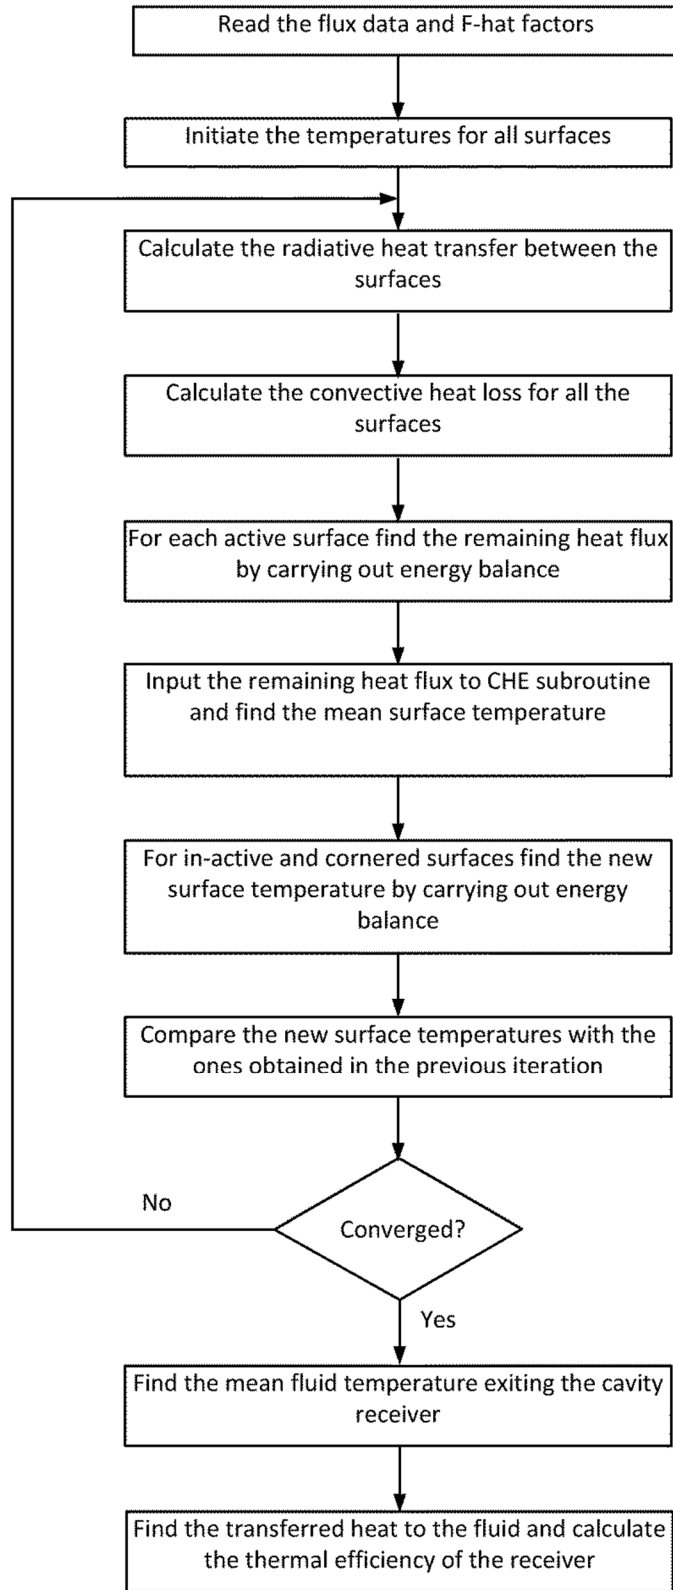 Read the flux data and F-hat factors
Initiate the temperatures for all surfaces
Calculate the radiative heat transfer between the
surfaces
Calculate the convective heat loss for all the
surfaces
For each active surface find the remaining heat flux
by carrying out energy balance
Input the remaining heat flux to CHE subroutine
and find the mean surface temperature
For in-active and cornered surfaces find the new
surface temperature by carrying out energy
balance
Compare the new surface temperatures with the
ones obtained in the previous iteration
No
Converged?
Yes
Find the mean fluid temperature exiting the cavity
receiver
Find the transferred heat to the fluid and calculate
the thermal efficiency of the receiver